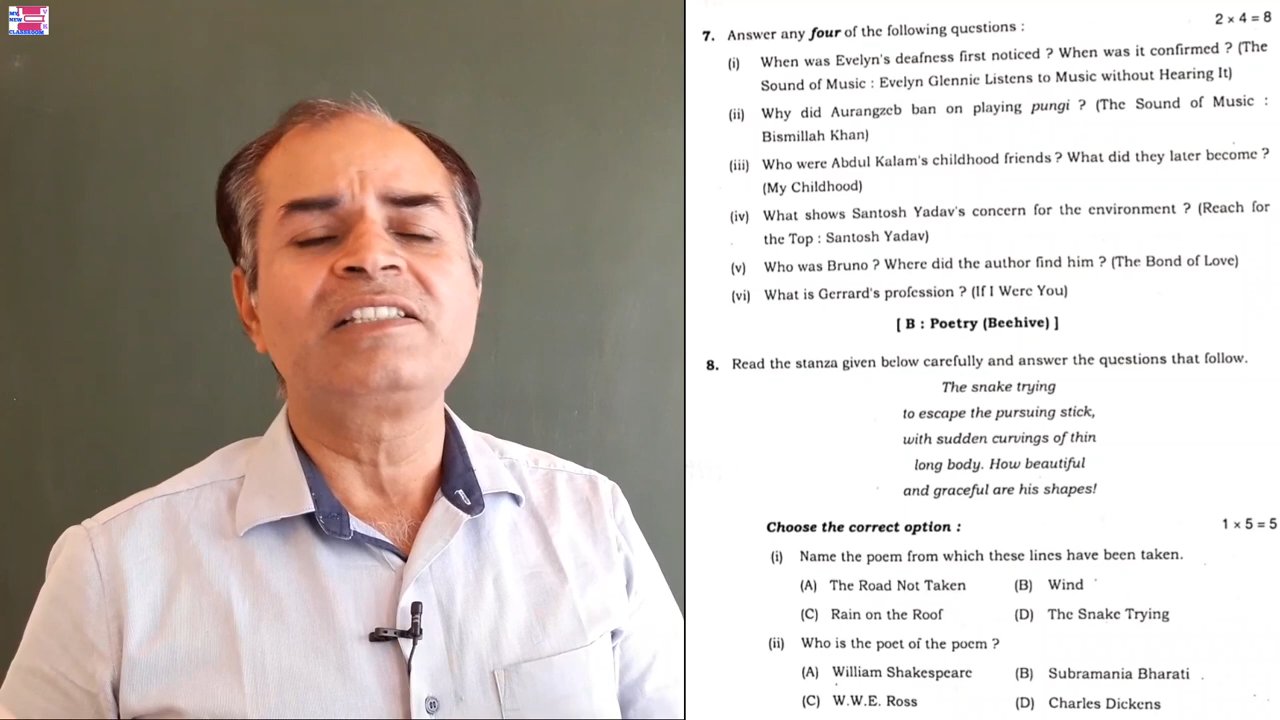 MY
NEW
CLASSROOM
V
K
2 × 4 = 8
7. Answer any four of the following questions :
(i) When was Evelyn's deafness first noticed ? When was it confirmed ? (The
Sound of Music : Evelyn Glennie Listens to Music without Hearing It)
(ii) Why did Aurangzeb ban on playing pungi ? (The Sound of Music :
Bismillah Khan)
(iii) Who were Abdul Kalam's childhood friends ? What did they later become ?
(My Childhood)
(iv) What shows Santosh Yadav's concern for the environment ? (Reach for
the Top : Santosh Yadav)
(v) Who was Bruno ? Where did the author find him ? (The Bond of Love)
(vi) What is Gerrard's profession ? (If I Were You)
[ B : Poetry (Beehive) ]
8. Read the stanza given below carefully and answer the questions that follow.
The snake trying
to escape the pursuing stick,
with sudden curvings of thin
long body. How beautiful
and graceful are his shapes!
Choose the correct option : 1 × 5 = 5
(i) Name the poem from which these lines have been taken.
(A) The Road Not Taken (B) Wind
(C) Rain on the Roof (D) The Snake Trying
(ii) Who is the poet of the poem ?
(A) William Shakespeare (B) Subramania Bharati
(C) W.W.E. Ross (D) Charles Dickens